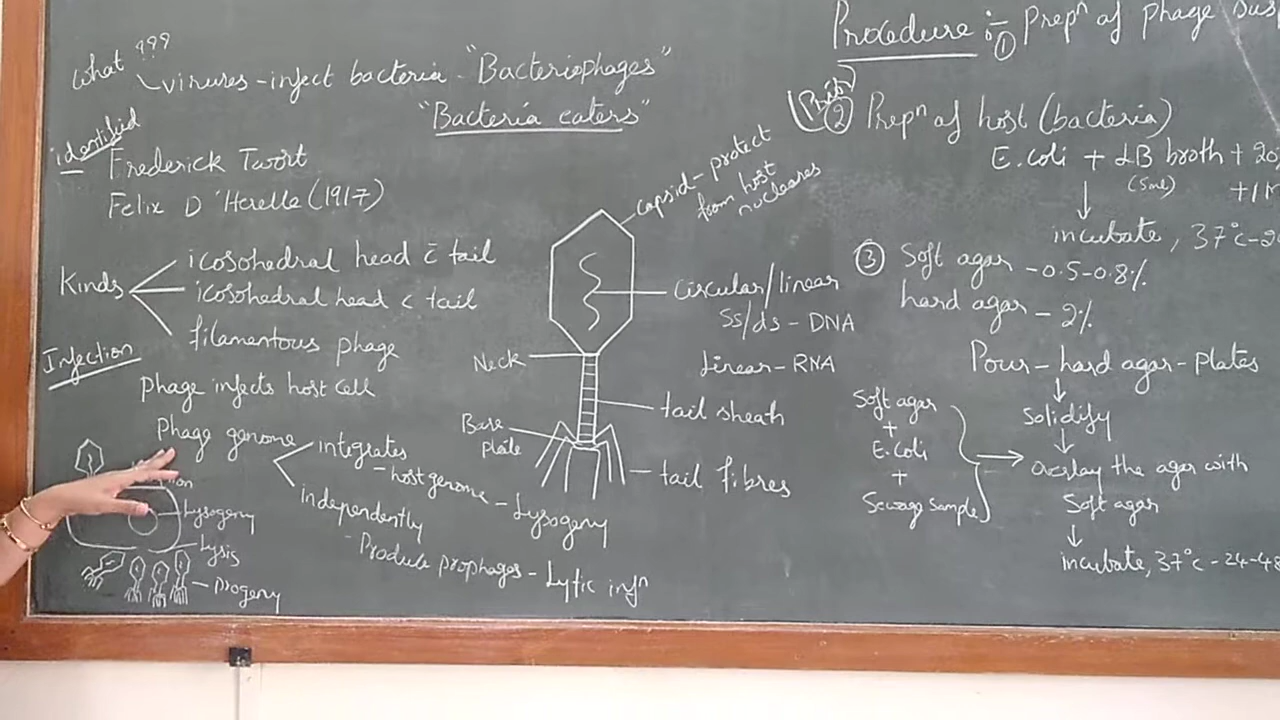 What ???
viruses - inject bacteria - "Bacteriophages"
"Bacteria eaters"
identified
Frederick Twort
Felix D'Herelle (1917)
Kinds
icosohedral head c̄ tail
icosohedral head c tail
filamentous phage
Infection
Phage infects host cell
Phage genome
integrates
- host genome - Lysogeny
independently
- Produce prophages - Lytic infⁿ
Lysogeny
Lysis
Progeny
capsid - protect
from host
nucleares
circular/linear
ss/ds - DNA
linear - RNA
Neck
tail sheath
Base
plate
tail fibres
Procedure :- ① Prepⁿ of phage
② Prepⁿ of host (bacteria)
E.coli + LB broth +
(5ml)
incubate, 37°c -
③ Soft agar - 0.5-0.8%
hard agar - 2%
Pour - hard agar - plates
Solidify
Overlay the agar with
Soft agar
incubate, 37°c - 24-48
Soft agar
+
E.Coli
+
Sewage sample